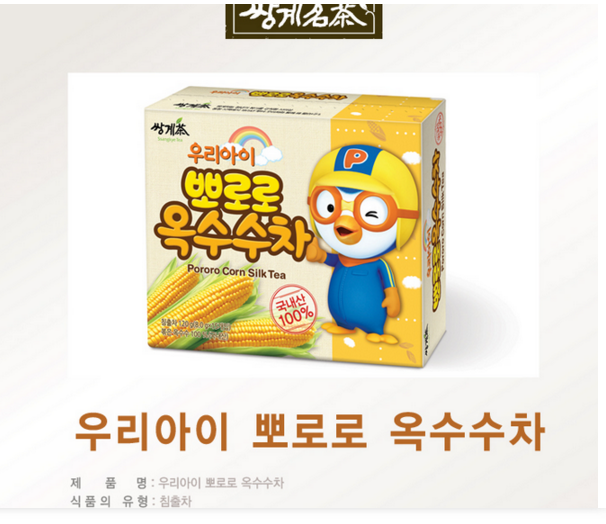 쌍계名茶
쌍계茶
우리아이
뽀로로
옥수수차
Pororo Corn Silk Tea
국내산
100%
P
우리아이 뽀로로 옥수수차
제 품 명 : 우리아이 뽀로로 옥수수차
식품의 유형 : 침출차